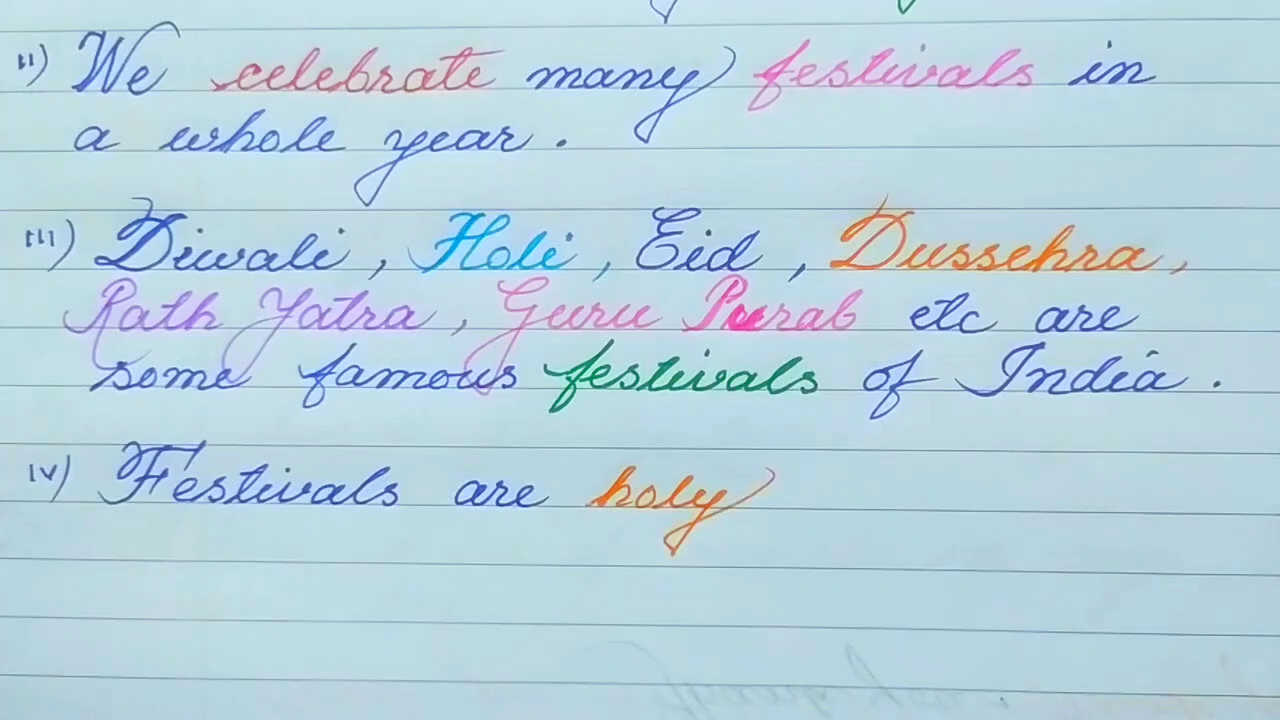 ii) We celebrate many festivals in
a whole year.
iii) Diwali, Holi, Eid, Dussehra,
Rath Yatra, Guru Purab etc are
some famous festivals of India.
iv) Festivals are holy